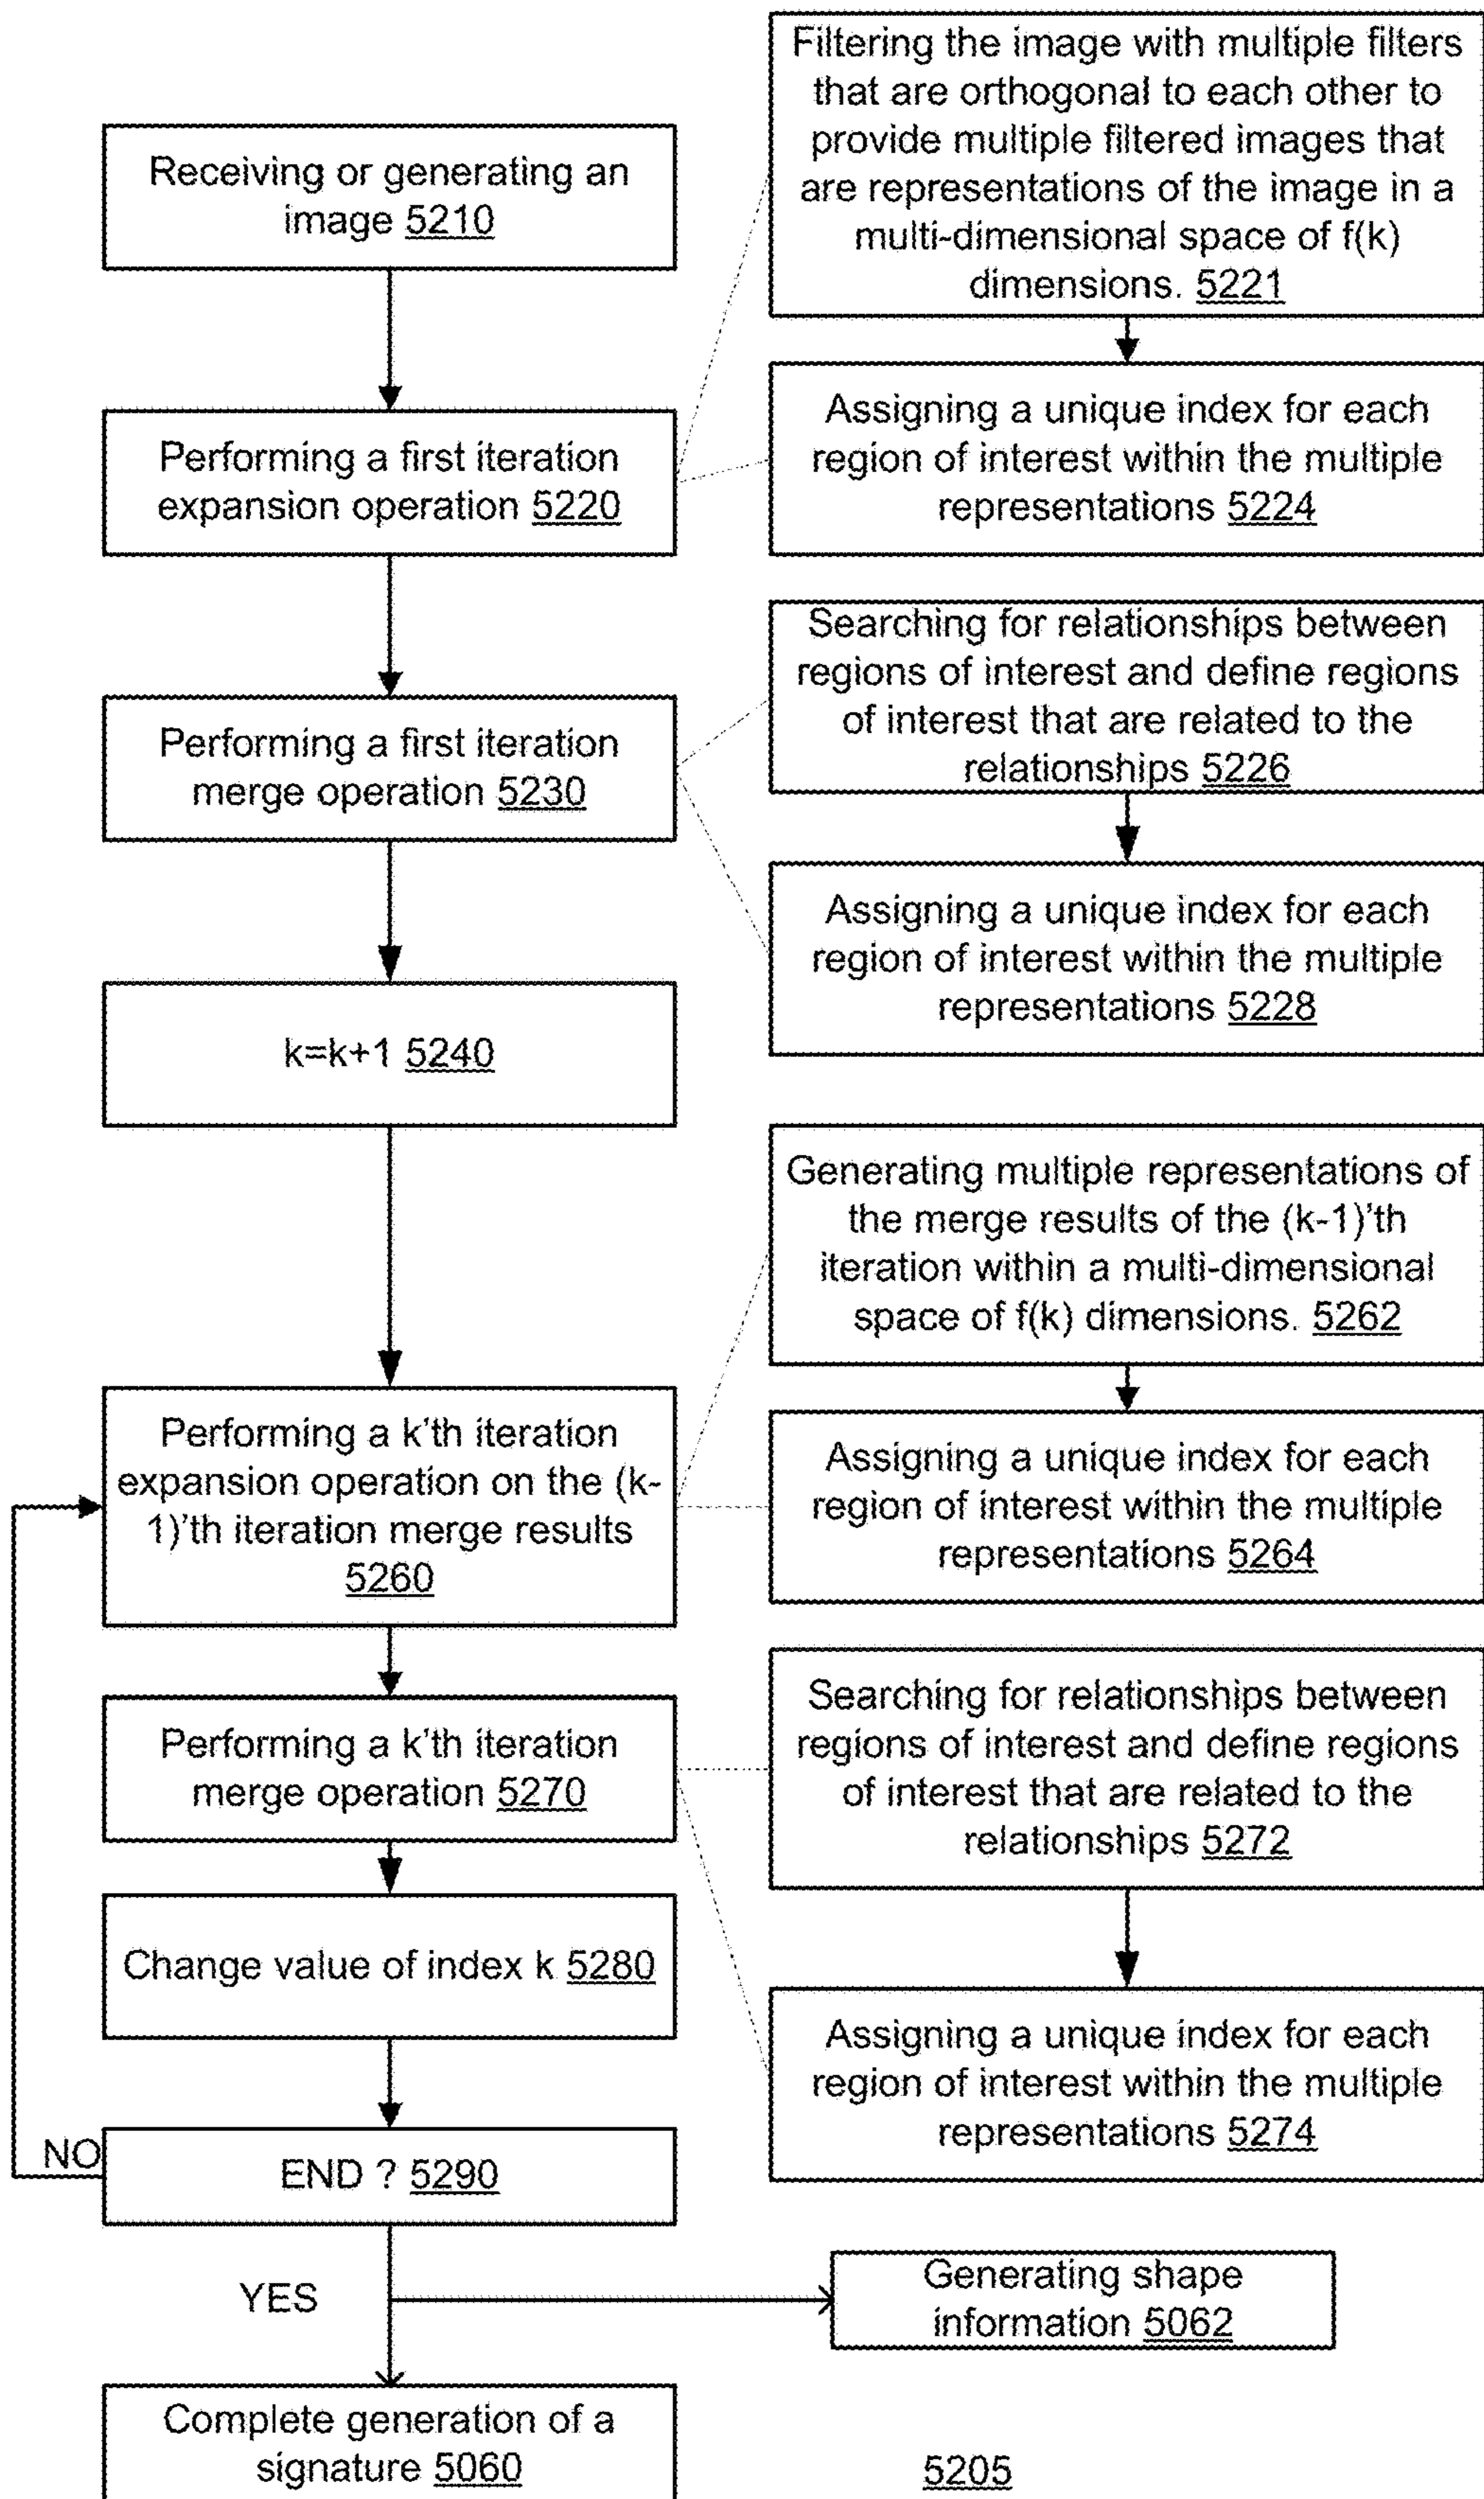 Filtering the image with multiple filters
that are orthogonal to each other to
provide multiple filtered images that
are representations of the image in a
multi-dimensional space of f(k)
dimensions. 5221
Receiving or generating an
image 5210
Assigning a unique index for each
region of interest within the multiple
representations 5224
Performing a first iteration
expansion operation 5220
Searching for relationships between
regions of interest and define regions
of interest that are related to the
relationships 5226
Performing a first iteration
merge operation 5230
Assigning a unique index for each
region of interest within the multiple
representations 5228
k=k+1 5240
Generating multiple representations of
the merge results of the (k-1)'th
iteration within a multi-dimensional
space of f(k) dimensions. 5262
Performing a k'th iteration
expansion operation on the (k-
1)'th iteration merge results
5260
Assigning a unique index for each
region of interest within the multiple
representations 5264
Performing a k'th iteration
merge operation 5270
Searching for relationships between
regions of interest and define regions
of interest that are related to the
relationships 5272
Change value of index k 5280
Assigning a unique index for each
region of interest within the multiple
representations 5274
NO
END ? 5290
YES
Generating shape
information 5062
Complete generation of a
signature 5060
5205